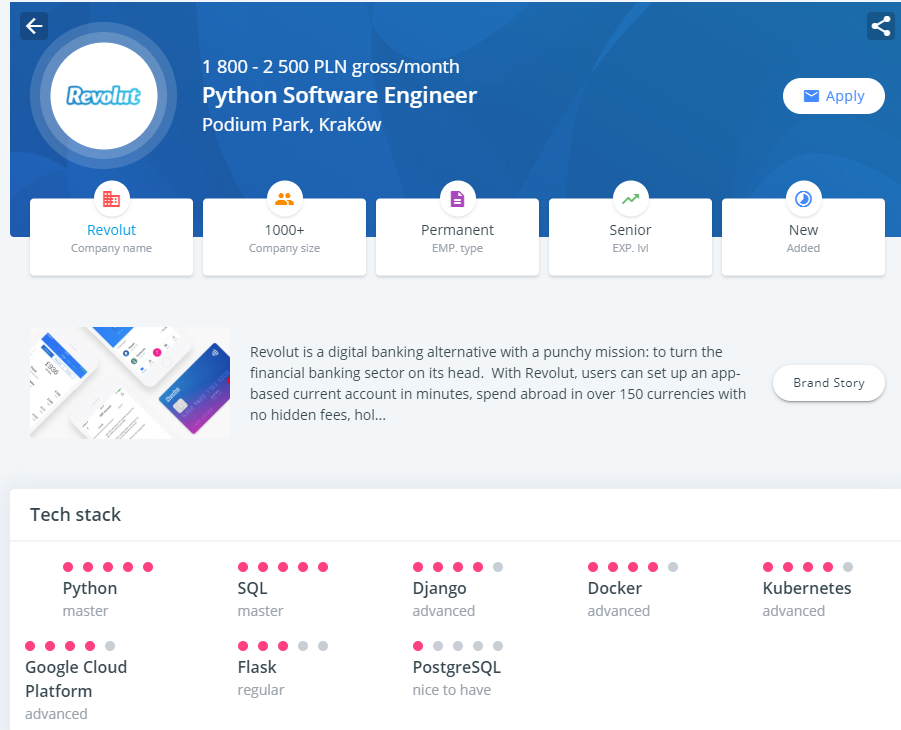 Revolut
1 800 - 2 500 PLN gross/month
Python Software Engineer
Podium Park, Kraków
Apply
Revolut
Company name
1000+
Company size
Permanent
EMP. type
Senior
EXP. lvl
New
Added
Revolut is a digital banking alternative with a punchy mission: to turn the
financial banking sector on its head. With Revolut, users can set up an app-
based current account in minutes, spend abroad in over 150 currencies with
no hidden fees, hol...
Brand Story
Tech stack
Python
master
SQL
master
Django
advanced
Docker
advanced
Kubernetes
advanced
Google Cloud
Platform
advanced
Flask
regular
PostgreSQL
nice to have